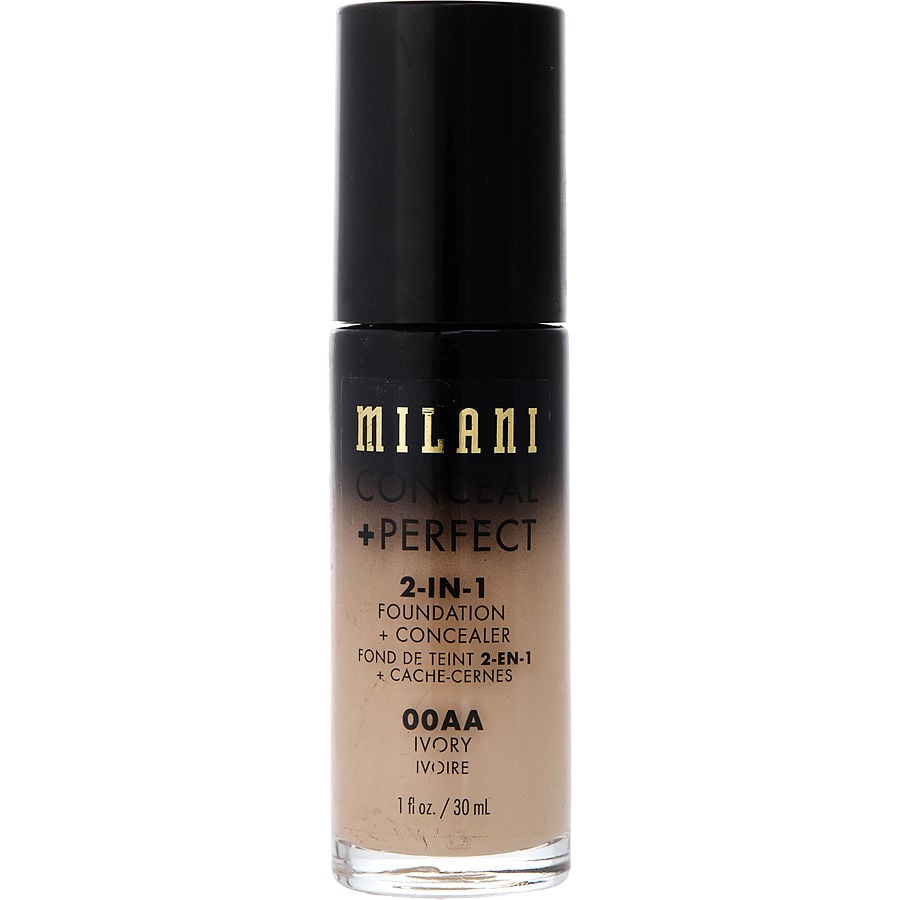 MILANI
CONCEAL
+PERFECT
2-IN-1
FOUNDATION
+ CONCEALER
FOND DE TEINT 2-EN-1
+ CACHE-CERNES
00AA
IVORY
IVOIRE
1 fl oz. / 30 mL